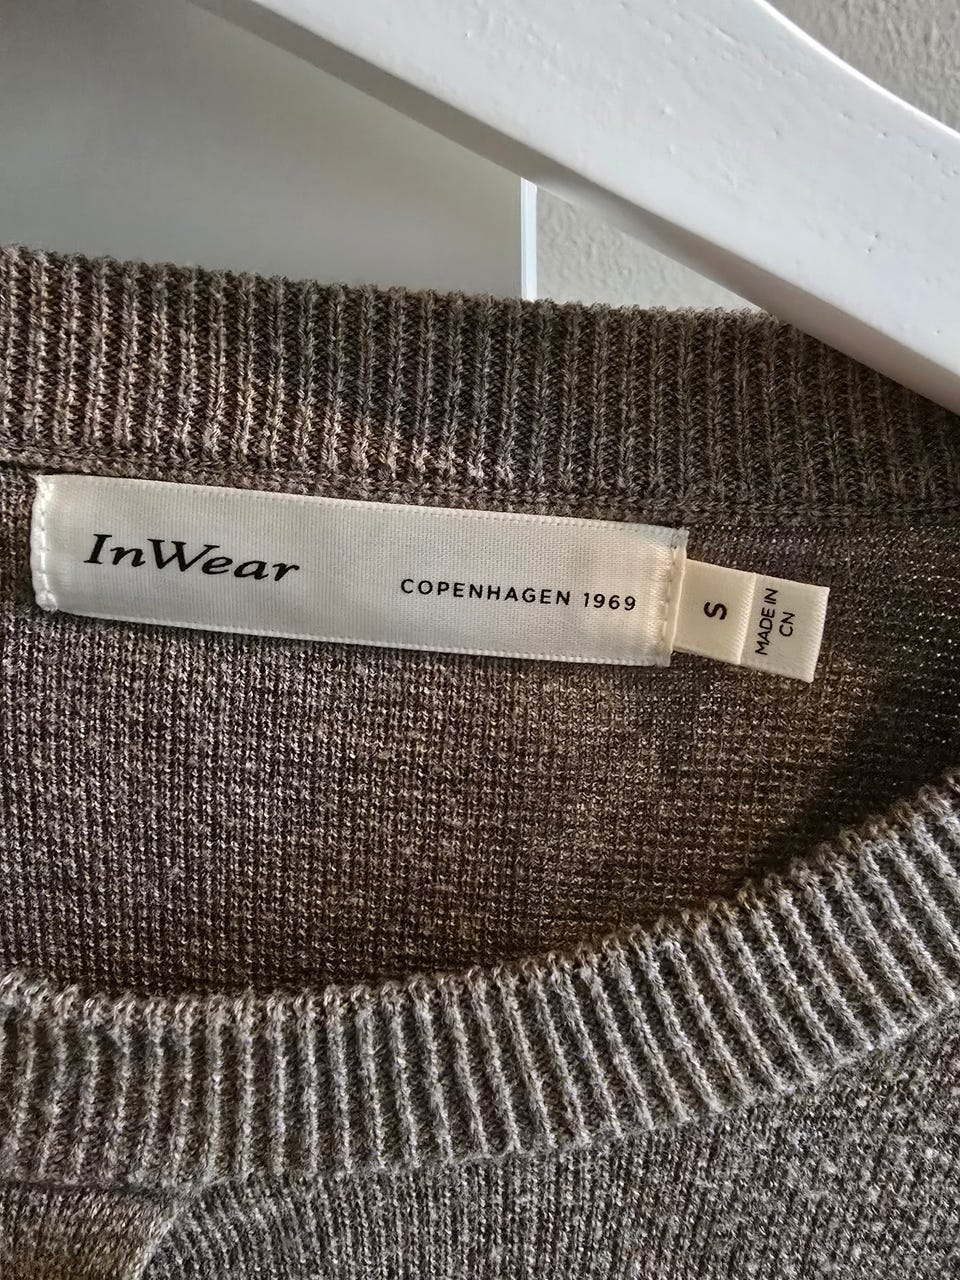 InWear
COPENHAGEN 1969
S
MADE IN
CN